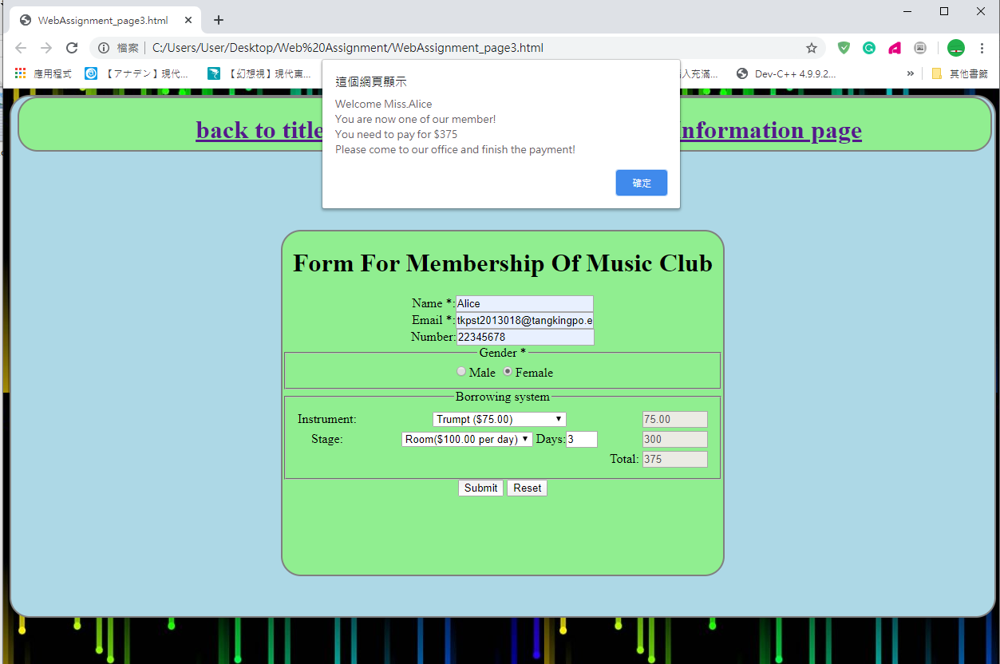 WebAssignment_page3.html
檔案 | C:/Users/User/Desktop/Web%20Assignment/WebAssignment_page3.html
應用程式 【アナデン】現代... 【幻想視】現代東... 入充滿... Dev-C++ 4.9.9.2... » 其他書籤
這個網頁顯示
Welcome Miss.Alice
You are now one of our member!
You need to pay for $375
Please come to our office and finish the payment!
確定
back to title nformation page
Form For Membership Of Music Club
Name *: Alice
Email *: tkpst2013018@tangkingpo.e
Number: 22345678
Gender *
Male Female
Borrowing system
Instrument: Trumpt ($75.00) 75.00
Stage: Room($100.00 per day) Days: 3 300
Total: 375
Submit Reset